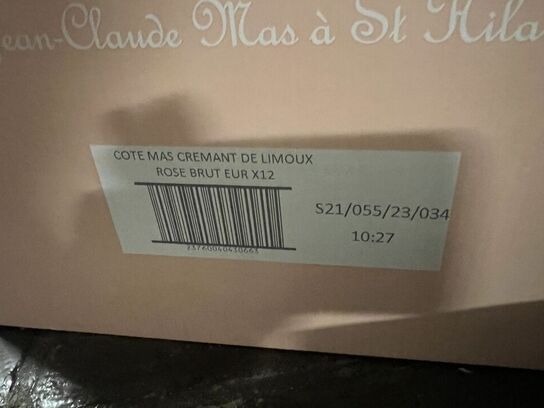 Jean-Claude Mas à St Hila
COTE MAS CREMANT DE LIMOUX
ROSE BRUT EUR X12
S21/055/23/034
10:27
23760040430663